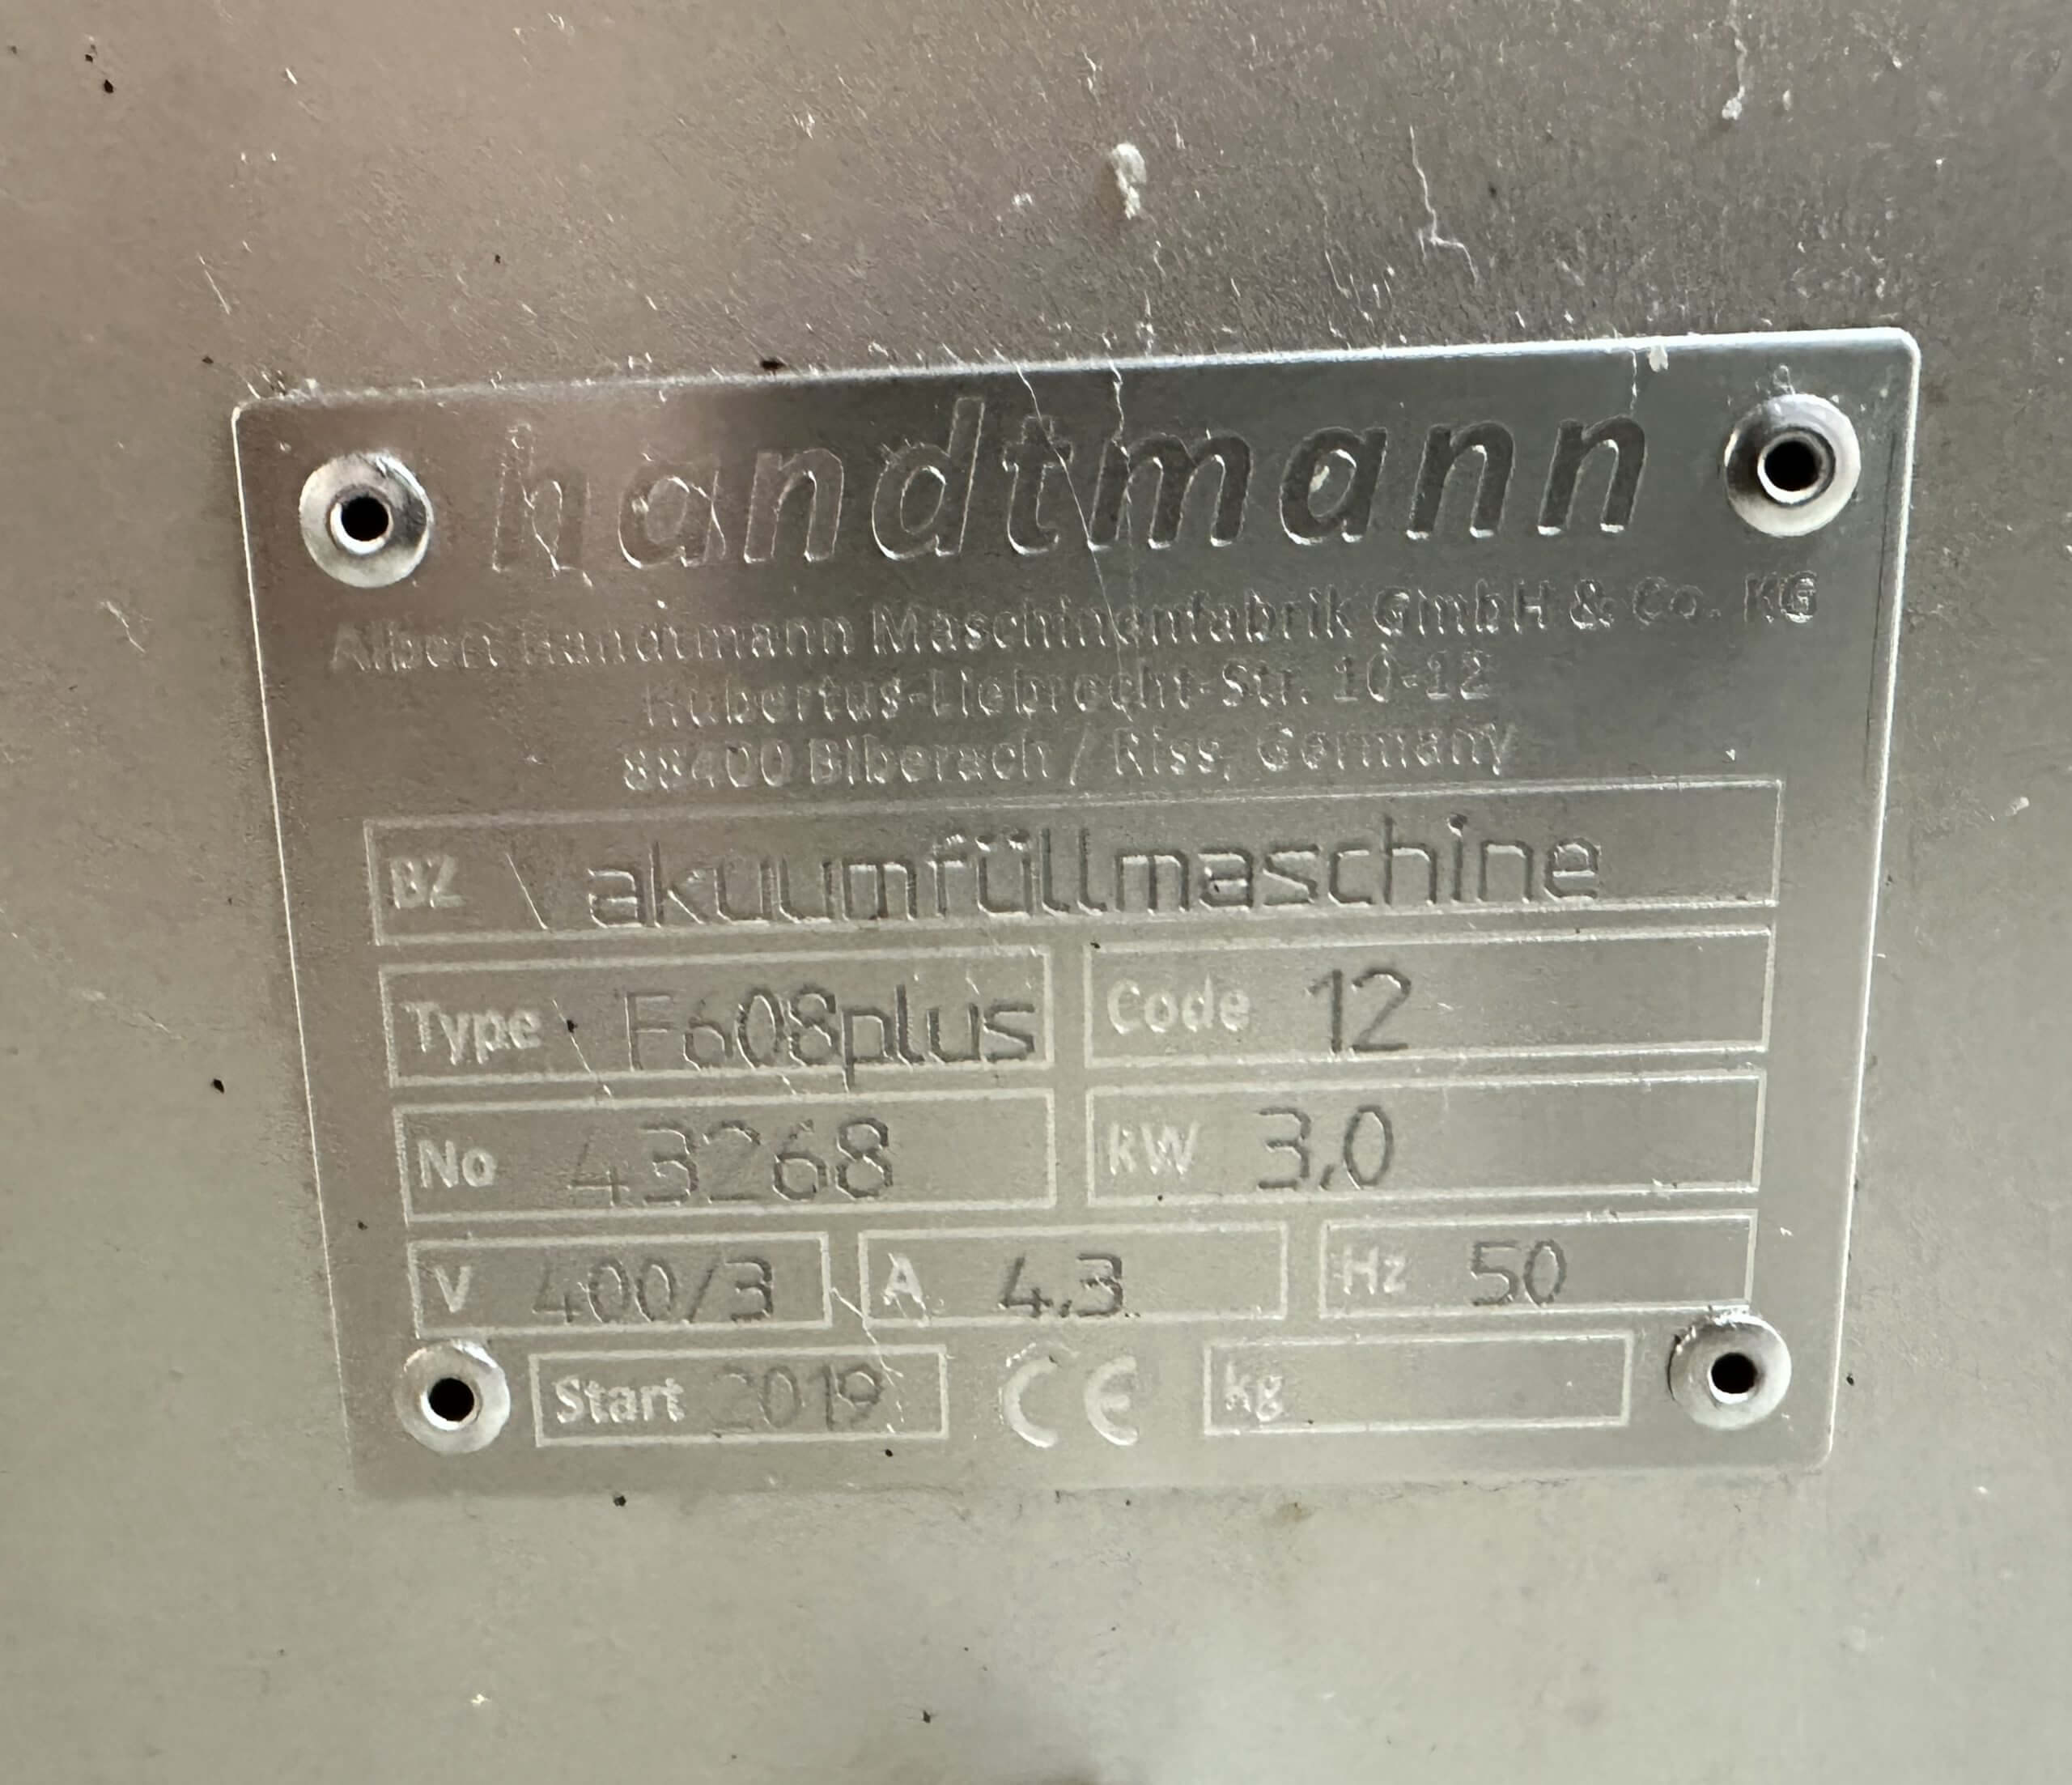 handtmann
Albert Handtmann Maschinenfabrik GmbH & Co. KG
Hubertus-Liebrecht-Str. 10-12
88400 Biberach / Riss, Germany
BZ Vakuumfüllmaschine
Type VF608plus Code 12
No 43268 kW 3,0
V 400/3 A 4,3 Hz 50
Start 2019 CE kg